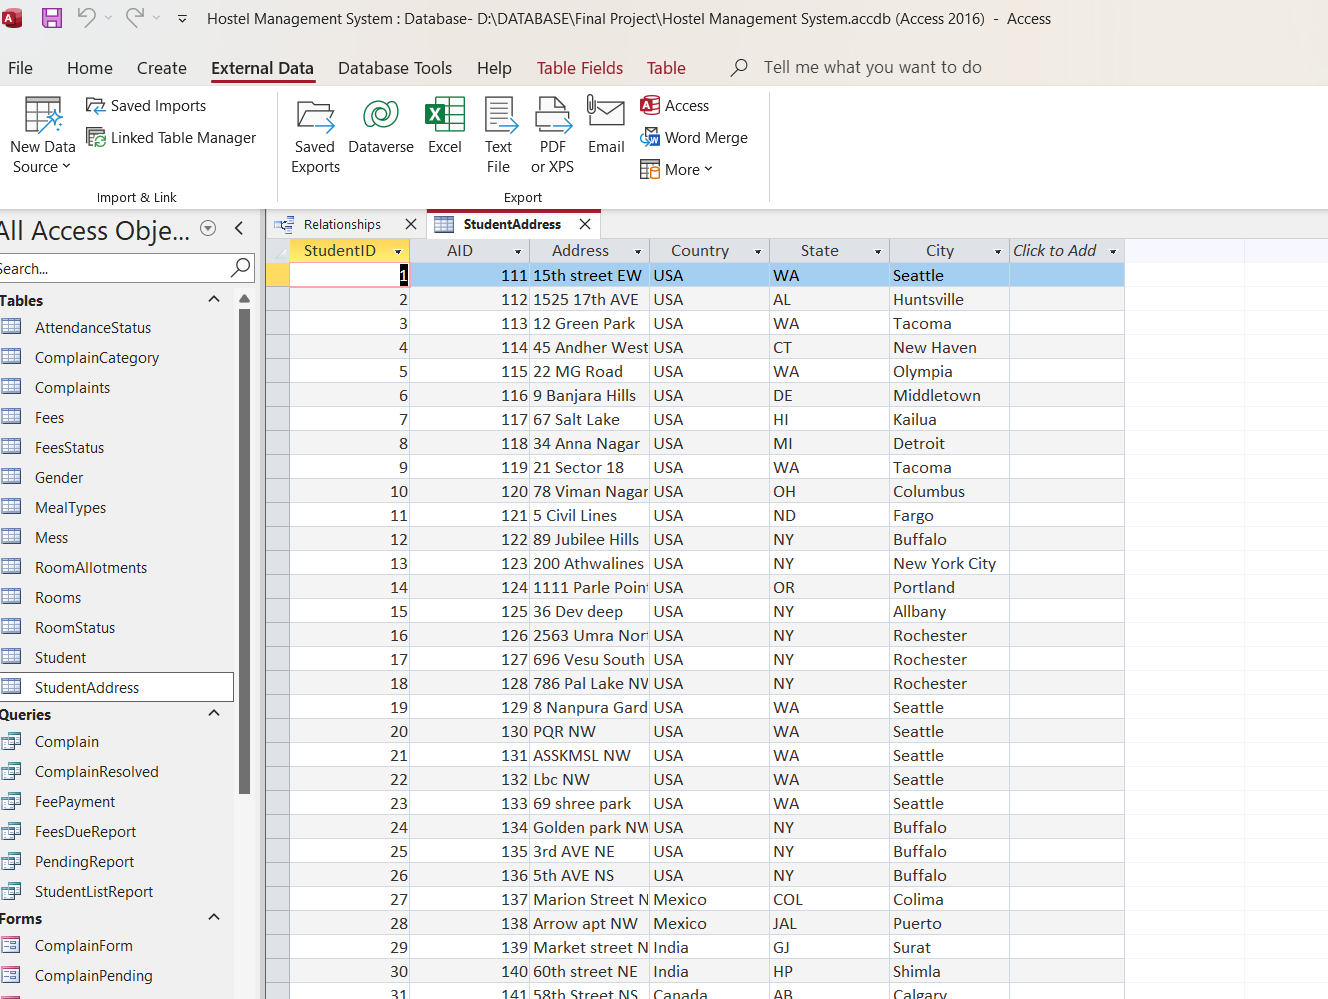 Hostel Management System : Database- D:\DATABASE\Final Project\Hostel Management System.accdb (Access 2016) - Access
File Home Create External Data Database Tools Help Table Fields Table Tell me what you want to do
New Data Source
Saved Imports
Linked Table Manager
Import & Link
Saved Exports
Dataverse
Excel
Text File
PDF or XPS
Email
Access
Word Merge
More
Export
All Access Obje...
Search...
Tables
AttendanceStatus
ComplainCategory
Complaints
Fees
FeesStatus
Gender
MealTypes
Mess
RoomAllotments
Rooms
RoomStatus
Student
StudentAddress
Queries
Complain
ComplainResolved
FeePayment
FeesDueReport
PendingReport
StudentListReport
Forms
ComplainForm
ComplainPending
Relationships StudentAddress
StudentID AID Address Country State City Click to Add
1 111 15th street EW USA WA Seattle
2 112 1525 17th AVE USA AL Huntsville
3 113 12 Green Park USA WA Tacoma
4 114 45 Andher West USA CT New Haven
5 115 22 MG Road USA WA Olympia
6 116 9 Banjara Hills USA DE Middletown
7 117 67 Salt Lake USA HI Kailua
8 118 34 Anna Nagar USA MI Detroit
9 119 21 Sector 18 USA WA Tacoma
10 120 78 Viman Nagar USA OH Columbus
11 121 5 Civil Lines USA ND Fargo
12 122 89 Jubilee Hills USA NY Buffalo
13 123 200 Athwalines USA NY New York City
14 124 1111 Parle Poin USA OR Portland
15 125 36 Dev deep USA NY Allbany
16 126 2563 Umra Nor USA NY Rochester
17 127 696 Vesu South USA NY Rochester
18 128 786 Pal Lake NW USA NY Rochester
19 129 8 Nanpura Gard USA WA Seattle
20 130 PQR NW USA WA Seattle
21 131 ASSKMSL NW USA WA Seattle
22 132 Lbc NW USA WA Seattle
23 133 69 shree park USA WA Seattle
24 134 Golden park NW USA NY Buffalo
25 135 3rd AVE NE USA NY Buffalo
26 136 5th AVE NS USA NY Buffalo
27 137 Marion Street N Mexico COL Colima
28 138 Arrow apt NW Mexico JAL Puerto
29 139 Market street N India GJ Surat
30 140 60th street NE India HP Shimla
31 141 58th Street NS Canada AB Calgary